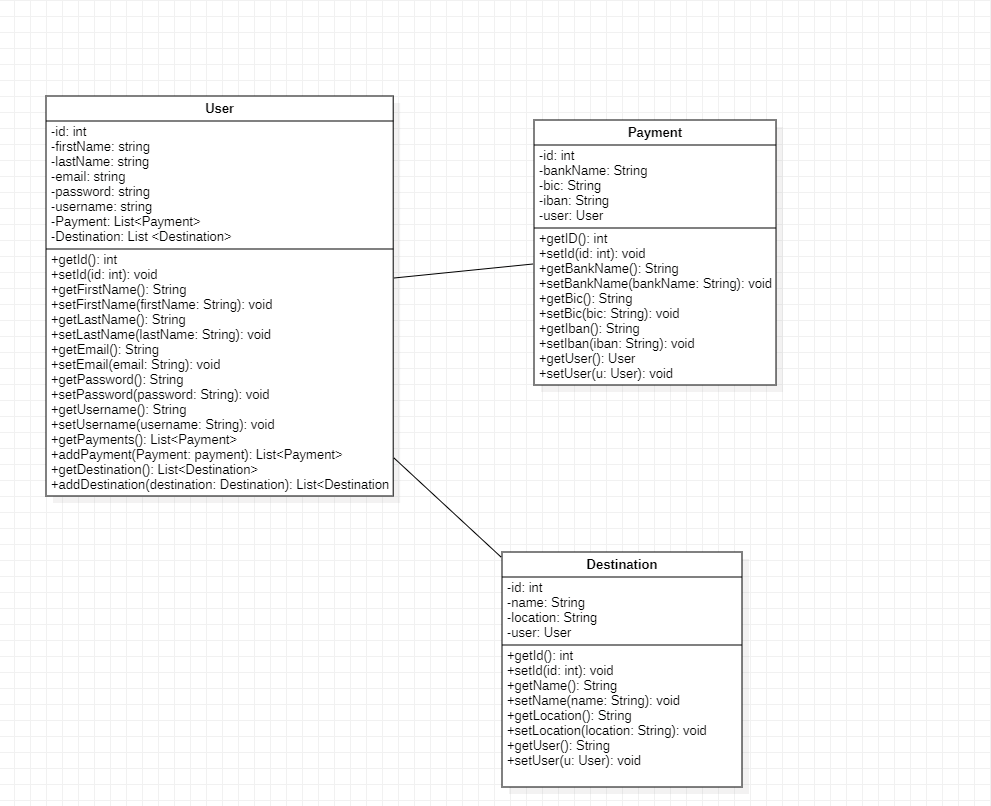 User
-id: int
-firstName: string
-lastName: string
-email: string
-password: string
-username: string
-Payment: List<Payment>
-Destination: List <Destination>
+getId(): int
+setId(id: int): void
+getFirstName(): String
+setFirstName(firstName: String): void
+getLastName(): String
+setLastName(lastName: String): void
+getEmail(): String
+setEmail(email: String): void
+getPassword(): String
+setPassword(password: String): void
+getUsername(): String
+setUsername(username: String): void
+getPayments(): List<Payment>
+addPayment(Payment: payment): List<Payment>
+getDestination(): List<Destination>
+addDestination(destination: Destination): List<Destination
Payment
-id: int
-bankName: String
-bic: String
-iban: String
-user: User
+getID(): int
+setId(id: int): void
+getBankName(): String
+setBankName(bankName: String): void
+getBic(): String
+setBic(bic: String): void
+getIban(): String
+setIban(iban: String): void
+getUser(): User
+setUser(u: User): void
Destination
-id: int
-name: String
-location: String
-user: User
+getId(): int
+setId(id: int): void
+getName(): String
+setName(name: String): void
+getLocation(): String
+setLocation(location: String): void
+getUser(): String
+setUser(u: User): void